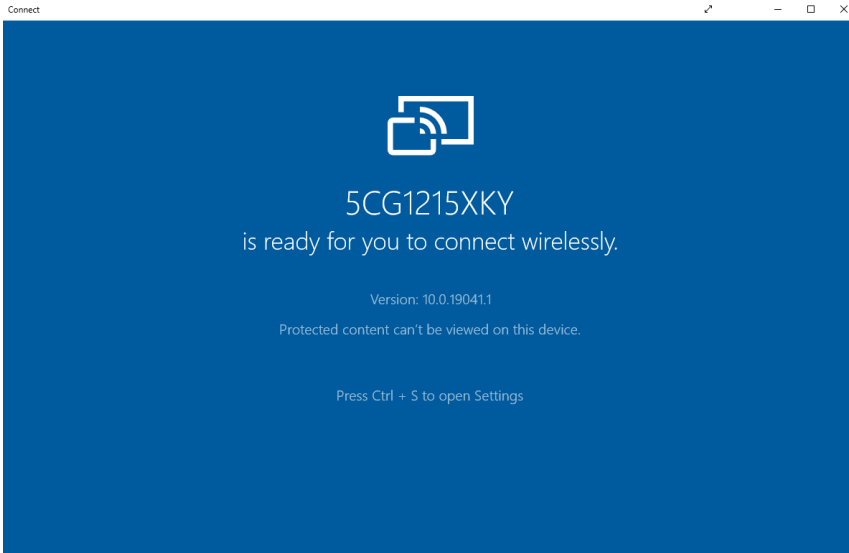 Connect
5CG1215XKY
is ready for you to connect wirelessly.
Version: 10.0.19041.1
Protected content can't be viewed on this device.
Press Ctrl + S to open Settings